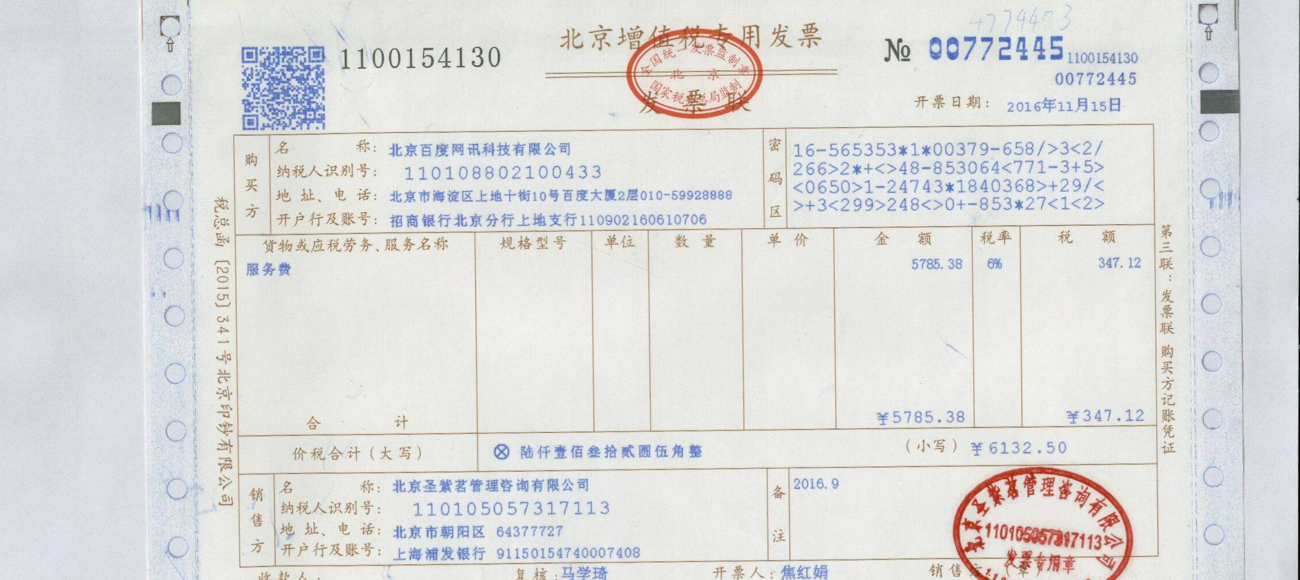 4774453
北京增值税专用发票
全国统一发票监制章
北京
国家税务总局监制
发票联
1100154130
№ 00772445
1100154130
00772445
开票日期： 2016年11月15日
购买方
名称： 北京百度网讯科技有限公司
纳税人识别号： 110108802100433
地址、电话： 北京市海淀区上地十街10号百度大厦2层010-59928888
开户行及账号： 招商银行北京分行上地支行110902160610706
密码区
16-565353*1*00379-658/>3<2/
266>2*+<>48-853064<771-3+5>
<0650>1-24743*1840368>+29/<
>+3<299>248<>0+-853*27<1<2>
货物或应税劳务、服务名称 规格型号 单位 数量 单价 金额 税率 税额
服务费 5785.38 6% 347.12
合计 ￥5785.38 ￥347.12
价税合计（大写） ⊗ 陆仟壹佰叁拾贰圆伍角整 （小写） ￥6132.50
销售方
名称： 北京圣紫茗管理咨询有限公司
纳税人识别号： 110105057317113
地址、电话： 北京市朝阳区 64377727
开户行及账号： 上海浦发银行 91150154740007408
备注
2016.9
北京圣紫茗管理咨询有限公司
110105057317113
发票专用章
收款人： 复核：马学琦 开票人：焦红娟 销售方（章）
税总函［2015］341号北京印钞有限公司
第三联：发票联 购买方记账凭证